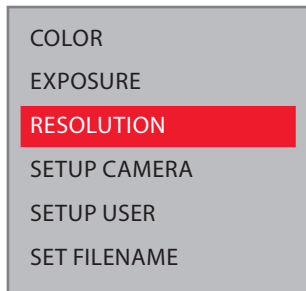 COLOR
EXPOSURE
RESOLUTION
SETUP CAMERA
SETUP USER
SET FILENAME